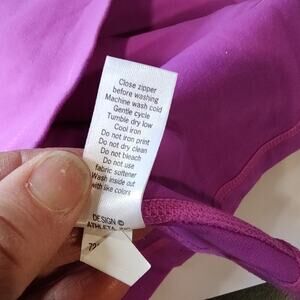 Close zipper
before washing
Machine wash cold
Gentle cycle
Tumble dry low
Cool iron
Do not iron print
Do not dry clean
Do not bleach
Do not use
fabric softener
Wash inside out
with like colors
DESIGN ©
ATHLETA,